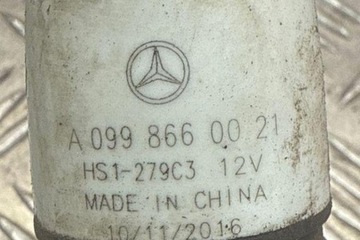 A 099 866 00 21
HS1-279C3 12V
MADE IN CHINA
10/11/2016